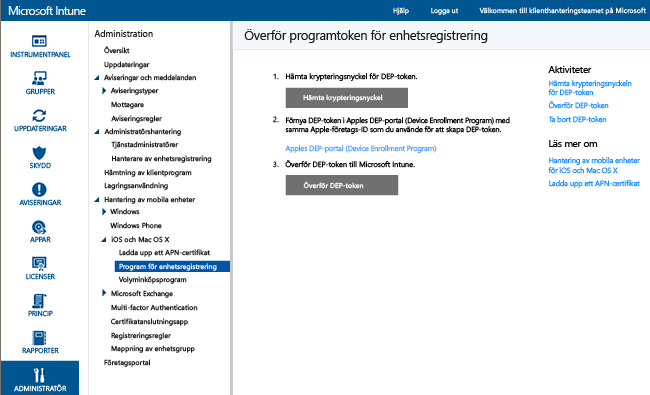 Microsoft Intune
Hjälp
Logga ut
Välkommen till klienthanteringsteamet på Microsoft
INSTRUMENTPANEL
GRUPPER
UPPDATERINGAR
SKYDD
AVISERINGAR
APPAR
LICENSER
PRINCIP
RAPPORTER
ADMINISTRATÖR
Administration
Översikt
Uppdateringar
Aviseringar och meddelanden
Aviseringstyper
Mottagare
Aviseringsregler
Administratörshantering
Tjänstadministratörer
Hanterare av enhetsregistrering
Hämtning av klientprogram
Lagringsanvändning
Hantering av mobila enheter
Windows
Windows Phone
iOS och Mac OS X
Ladda upp ett APN-certifikat
Program för enhetsregistrering
Volyminköpsprogram
Microsoft Exchange
Multi-factor Authentication
Certifikatanslutningsapp
Registreringsregler
Mappning av enhetsgrupp
Företagsportal
Överför programtoken för enhetsregistrering
1. Hämta krypteringsnyckel för DEP-token.
Hämta krypteringsnyckel
2. Förnya DEP-token i Apples DEP-portal (Device Enrollment Program) med
samma Apple-företags-ID som du använde för att skapa DEP-token.
Apples DEP-portal (Device Enrollment Program)
3. Överför DEP-token till Microsoft Intune.
Överför DEP-token
Aktiviteter
Hämta krypteringsnyckeln
för DEP-token
Överför DEP-token
Ta bort DEP-token
Läs mer om
Hantering av mobila enheter
för iOS och Mac OS X
Ladda upp ett APN-certifikat